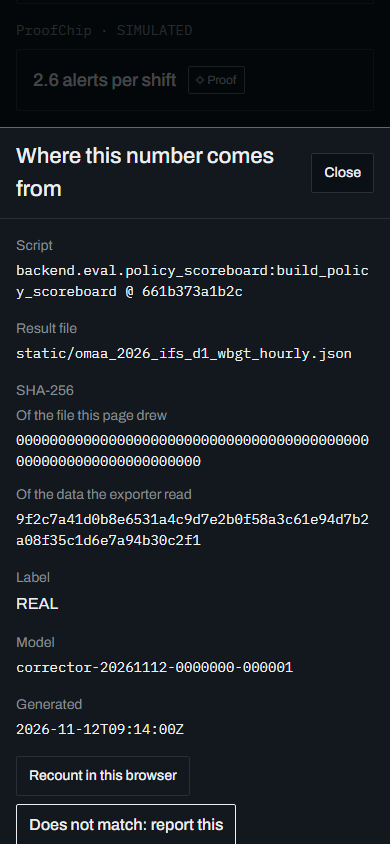 ProofChip · SIMULATED
2.6 alerts per shift
◇ Proof
Where this number comes
from
Close
Script
backend.eval.policy_scoreboard:build_polic
y_scoreboard @ 661b373a1b2c
Result file
static/omaa_2026_ifs_d1_wbgt_hourly.json
SHA-256
Of the file this page drew
000000000000000000000000000000000000000000
0000000000000000000000
Of the data the exporter read
9f2c7a41d0b8e6531a4c9d7e2b0f58a3c61e94d7b2
a08f35c1d6e7a94b30c2f1
Label
REAL
Model
corrector-20261112-0000000-000001
Generated
2026-11-12T09:14:00Z
Recount in this browser
Does not match: report this